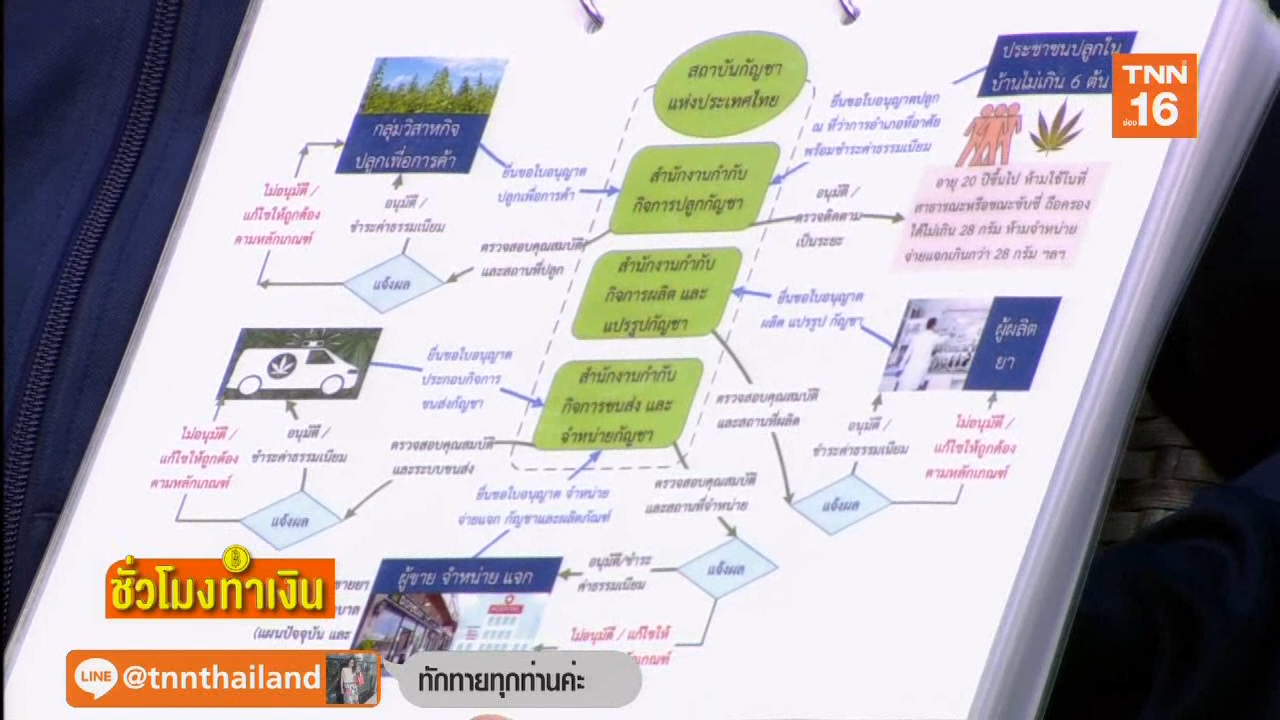 สถาบันกัญชา
แห่งประเทศไทย
ประชาชนปลูกใน
บ้านไม่เกิน 6 ต้น
TNN
ช่อง 16
กลุ่มวิสาหกิจ
ปลูกเพื่อการค้า
ยื่นขอใบอนุญาต
ปลูกเพื่อการค้า
สำนักงานกำกับ
กิจการปลูกกัญชา
ยื่นขอใบอนุญาตปลูก
ณ ที่ว่าการอำเภอที่อาศัย
พร้อมชำระค่าธรรมเนียม
อายุ 20 ปีขึ้นไป ห้ามใช้ในที่
สาธารณะหรือขณะขับขี่ ถือครอง
ได้ไม่เกิน 28 กรัม ห้ามจำหน่าย
จ่ายแจกเกินกว่า 28 กรัม ฯลฯ
อนุมัติ /
ตรวจติดตาม
เป็นระยะ
ไม่อนุมัติ /
แก้ไขให้ถูกต้อง
ตามหลักเกณฑ์
อนุมัติ /
ชำระค่าธรรมเนียม
ตรวจสอบคุณสมบัติ
และสถานที่ปลูก
แจ้งผล
สำนักงานกำกับ
กิจการผลิต และ
แปรรูปกัญชา
ยื่นขอใบอนุญาต
ผลิต แปรรูป กัญชา
ผู้ผลิต
ยา
ยื่นขอใบอนุญาต
ประกอบกิจการ
ขนส่งกัญชา
สำนักงานกำกับ
กิจการขนส่ง และ
จำหน่ายกัญชา
ตรวจสอบคุณสมบัติ
และสถานที่ผลิต
อนุมัติ /
ชำระค่าธรรมเนียม
ไม่อนุมัติ /
แก้ไขให้ถูกต้อง
ตามหลักเกณฑ์
แจ้งผล
ไม่อนุมัติ /
แก้ไขให้ถูกต้อง
ตามหลักเกณฑ์
อนุมัติ /
ชำระค่าธรรมเนียม
ตรวจสอบคุณสมบัติ
และระบบขนส่ง
แจ้งผล
ยื่นขอใบอนุญาต จำหน่าย
จ่ายแจก กัญชาและผลิตภัณฑ์
ตรวจสอบคุณสมบัติ
และสถานที่จำหน่าย
แจ้งผล
ผู้ขาย จำหน่าย แจก
อนุมัติ/ชำระ
ค่าธรรมเนียม
ไม่อนุมัติ / แก้ไขให้
(แผนปัจจุบัน และ
ชั่วโมงทำเงิน
LINE @tnnthailand
ทักทายทุกท่านค่ะ